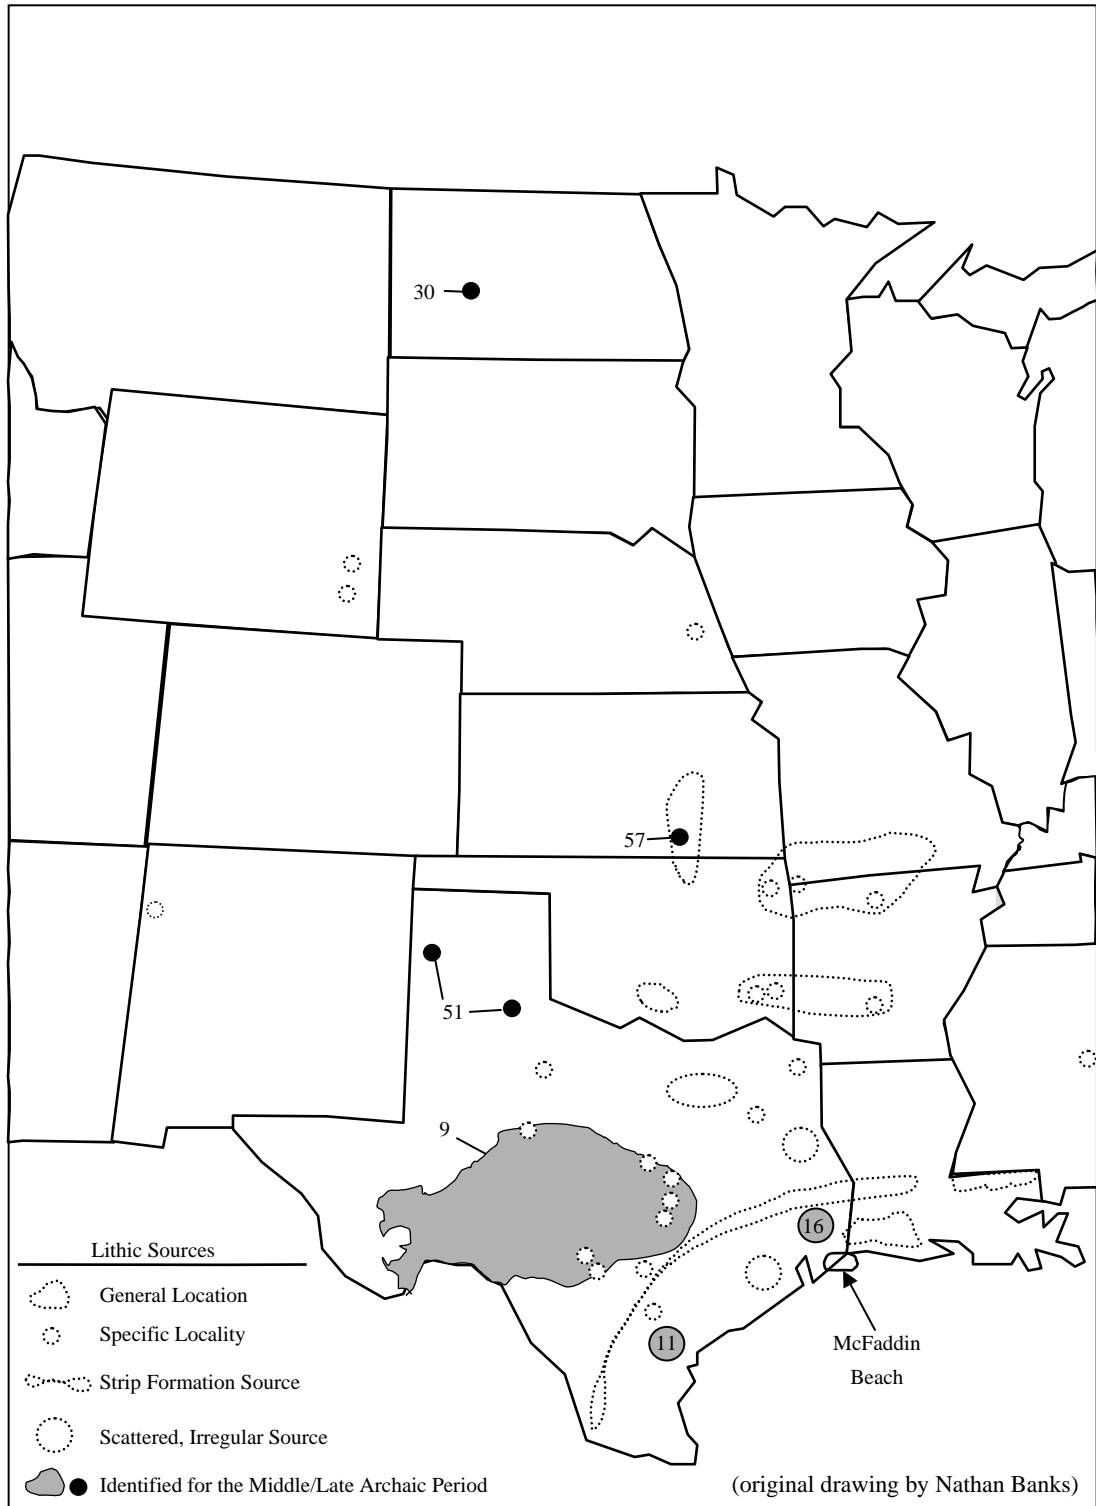 30
57
51
9
16
11
McFaddin
Beach
Lithic Sources
General Location
Specific Locality
Strip Formation Source
Scattered, Irregular Source
Identified for the Middle/Late Archaic Period
(original drawing by Nathan Banks)